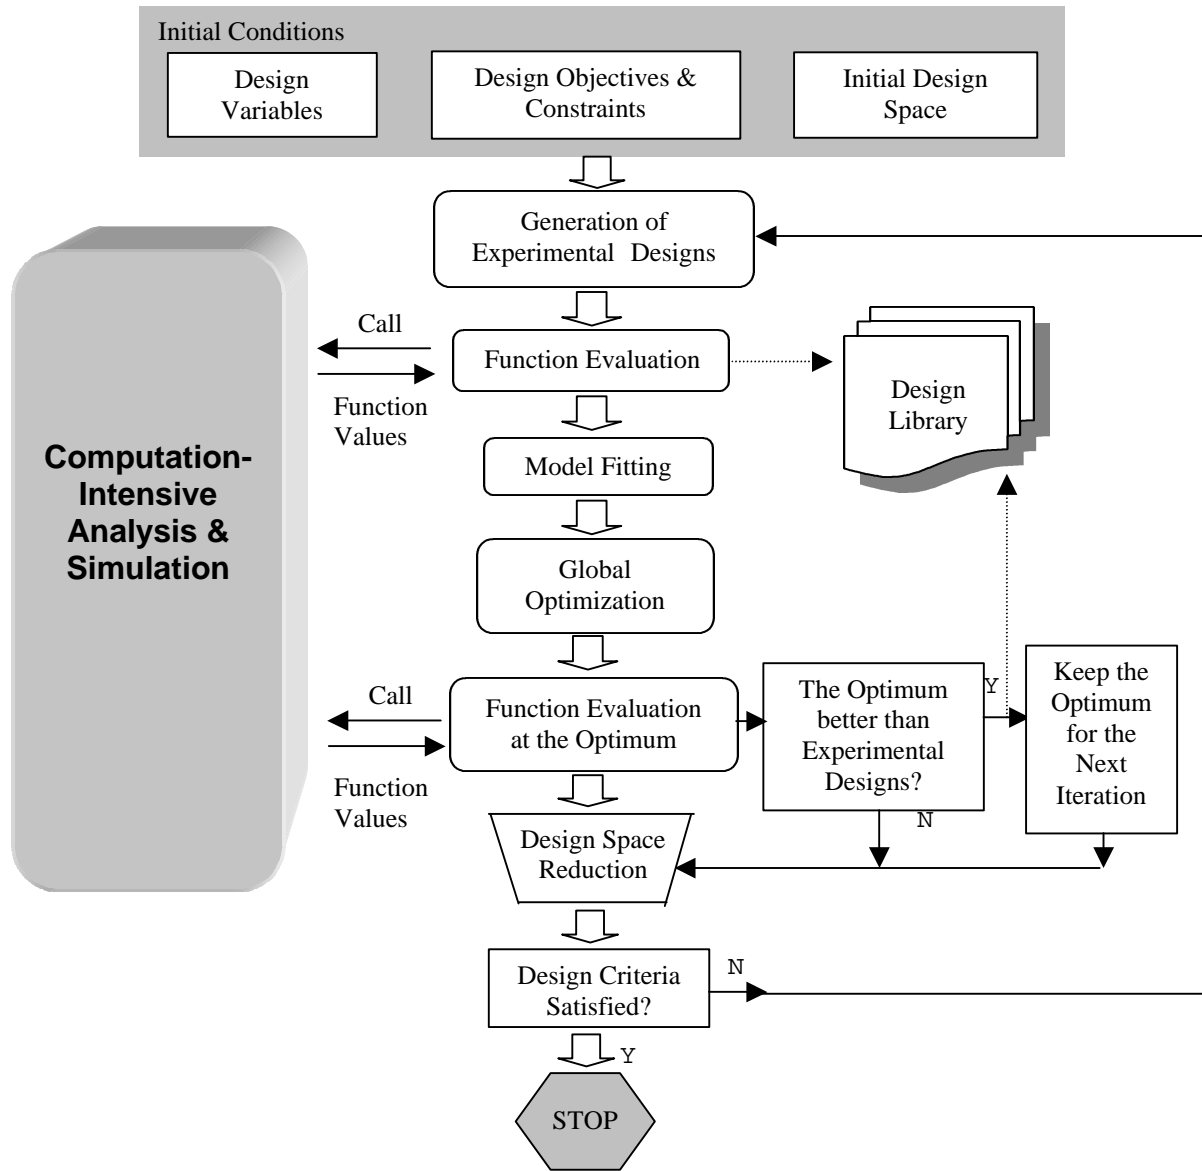 Initial Conditions
Design
Variables
Design Objectives &
Constraints
Initial Design
Space
Generation of
Experimental Designs
Call
Function Evaluation
Function
Values
Design
Library
Computation-
Intensive
Analysis &
Simulation
Model Fitting
Global
Optimization
Call
Function Evaluation
at the Optimum
Function
Values
The Optimum
better than
Experimental
Designs?
Y
N
Keep the
Optimum
for the
Next
Iteration
Design Space
Reduction
Design Criteria
Satisfied?
N
Y
STOP